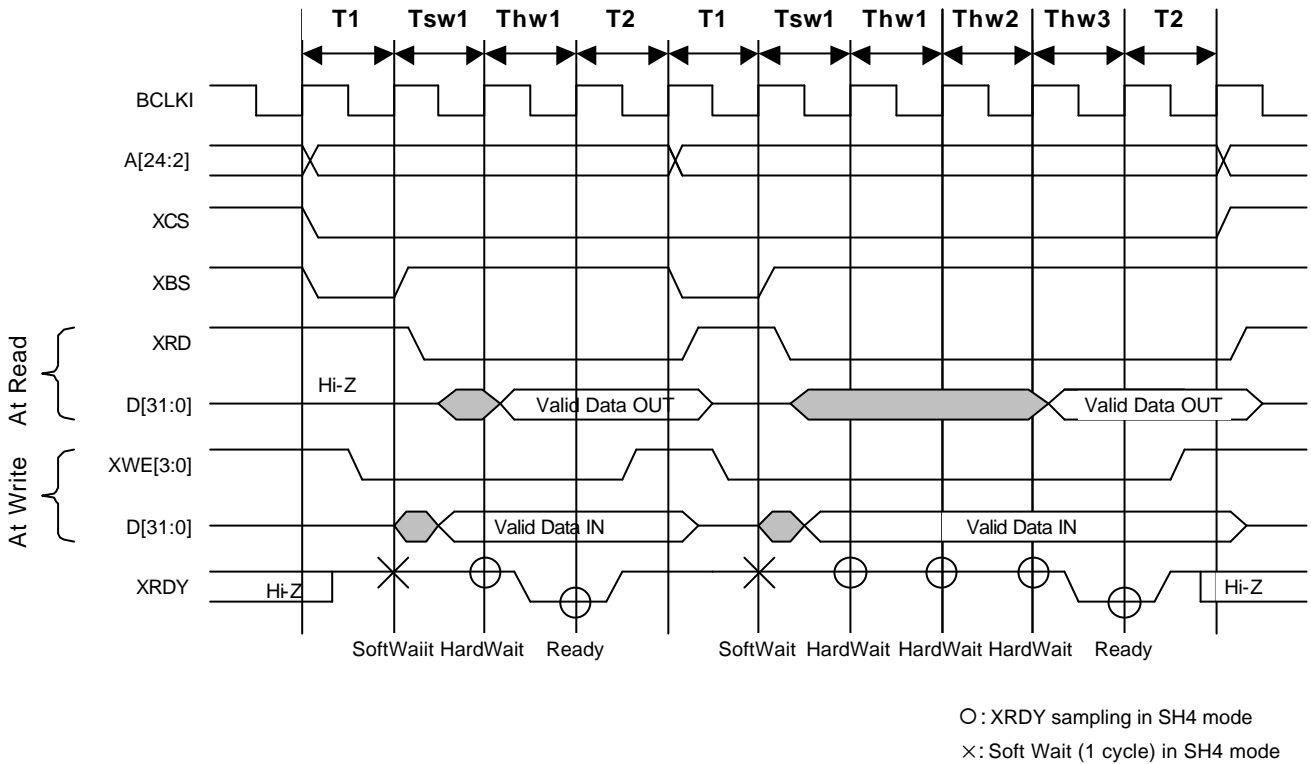 T1 Tsw1 Thw1 T2 T1 Tsw1 Thw1 Thw2 Thw3 T2
BCLKI
A[24:2]
XCS
XBS
At Read
XRD
Hi-Z
D[31:0] Valid Data OUT Valid Data OUT
At Write
XWE[3:0]
D[31:0] Valid Data IN Valid Data IN
XRDY Hi-Z Hi-Z
SoftWaiit HardWait Ready SoftWait HardWait HardWait HardWait Ready
○: XRDY sampling in SH4 mode
×: Soft Wait (1 cycle) in SH4 mode